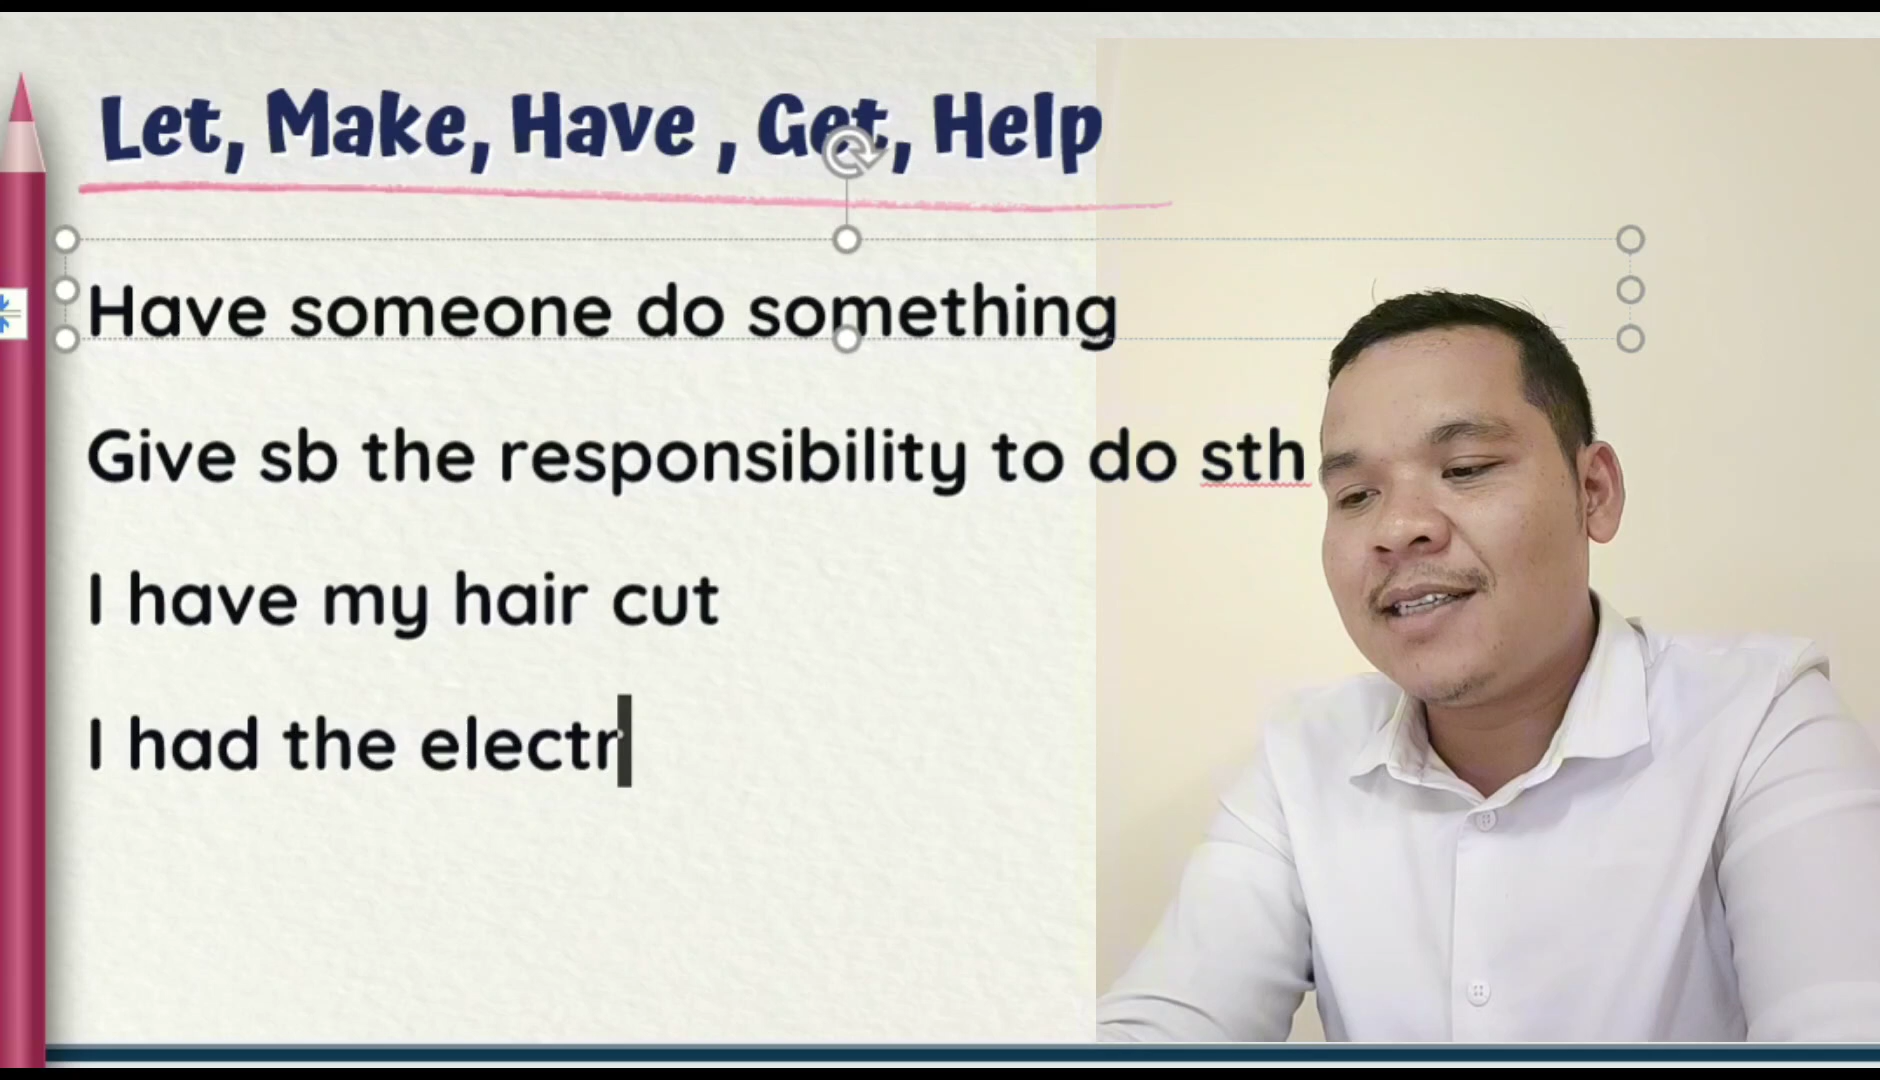 Let, Make, Have , Get, Help
Have someone do something
Give sb the responsibility to do sth
I have my hair cut
I had the electr